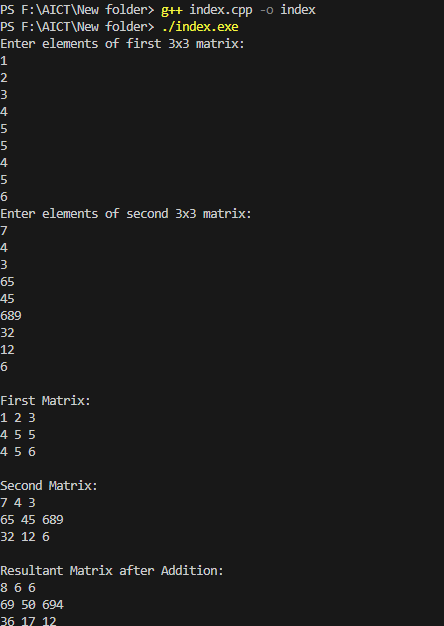 PS F:\AICT\New folder> g++ index.cpp -o index
PS F:\AICT\New folder> ./index.exe
Enter elements of first 3x3 matrix:
1
2
3
4
5
5
4
5
6
Enter elements of second 3x3 matrix:
7
4
3
65
45
689
32
12
6
First Matrix:
1 2 3
4 5 5
4 5 6
Second Matrix:
7 4 3
65 45 689
32 12 6
Resultant Matrix after Addition:
8 6 6
69 50 694
36 17 12